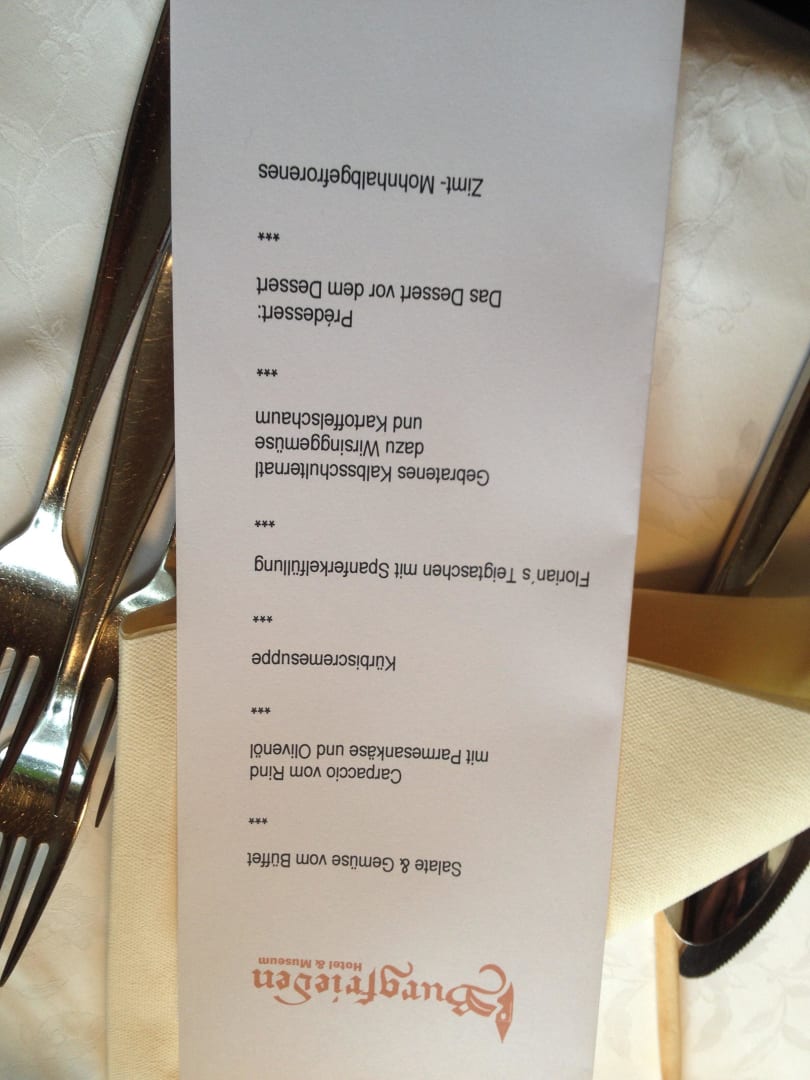 Burgfrieden
Hotel & Museum
Salate & Gemüse vom Büffet
***
Carpaccio vom Rind
mit Parmesankäse und Olivenöl
***
Kürbiscremesuppe
***
Florian´s Teigtaschen mit Spanferkelfüllung
***
Gebratenes Kalbsschulternatl
dazu Wirsinggemüse
und Kartoffelschaum
***
Prédessert:
Das Dessert vor dem Dessert
***
Zimt- Mohnhalbgefrorenes